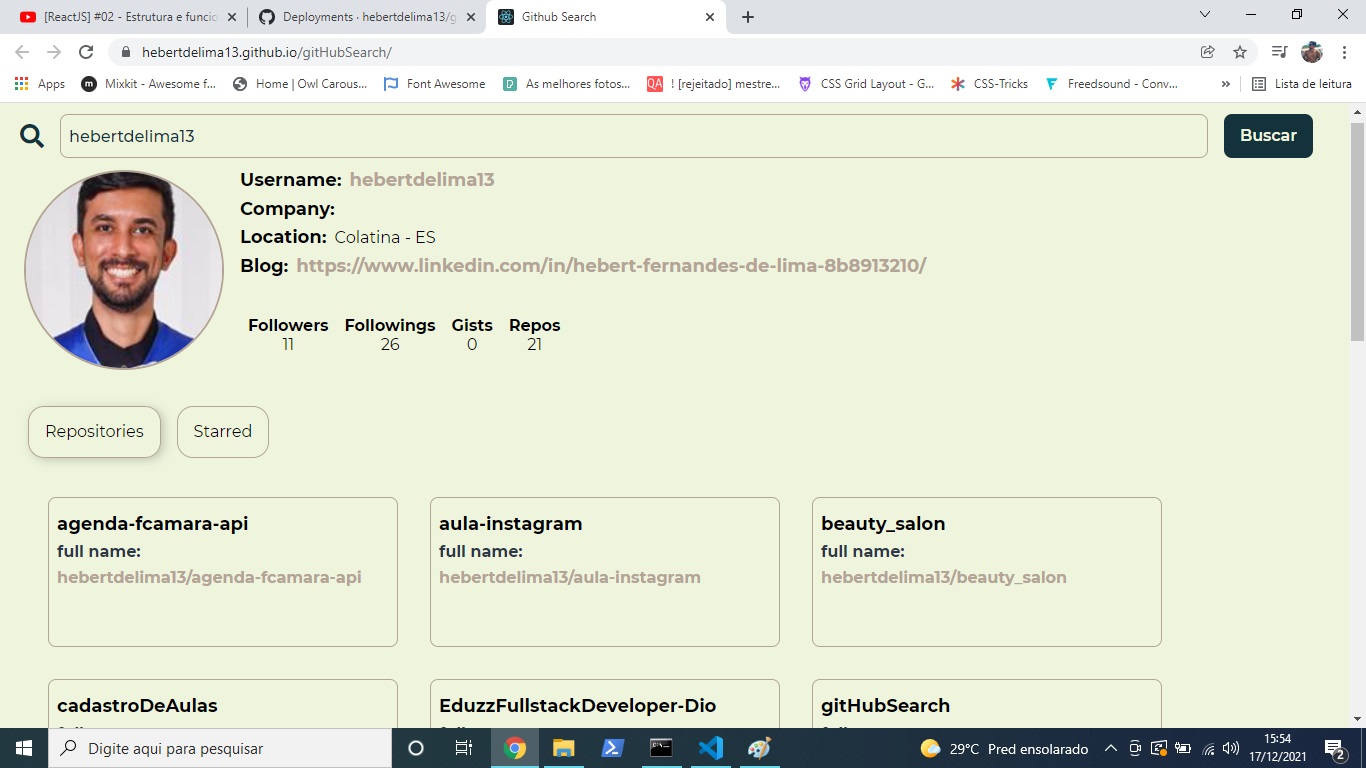 [ReactJS] #02 - Estrutura e funcio
Deployments · hebertdelima13/g
Github Search
hebertdelima13.github.io/gitHubSearch/
Apps
Mixkit - Awesome f...
Home | Owl Carous...
Font Awesome
As melhores fotos...
! [rejeitado] mestre...
CSS Grid Layout - G...
CSS-Tricks
Freedsound - Conv...
»
Lista de leitura
hebertdelima13
Buscar
Username: hebertdelima13
Company:
Location: Colatina - ES
Blog: https://www.linkedin.com/in/hebert-fernandes-de-lima-8b8913210/
Followers Followings Gists Repos
11 26 0 21
Repositories
Starred
agenda-fcamara-api
full name:
hebertdelima13/agenda-fcamara-api
aula-instagram
full name:
hebertdelima13/aula-instagram
beauty_salon
full name:
hebertdelima13/beauty_salon
cadastroDeAulas
EduzzFullstackDeveloper-Dio
gitHubSearch
Digite aqui para pesquisar
29°C Pred ensolarado
15:54
17/12/2021
2